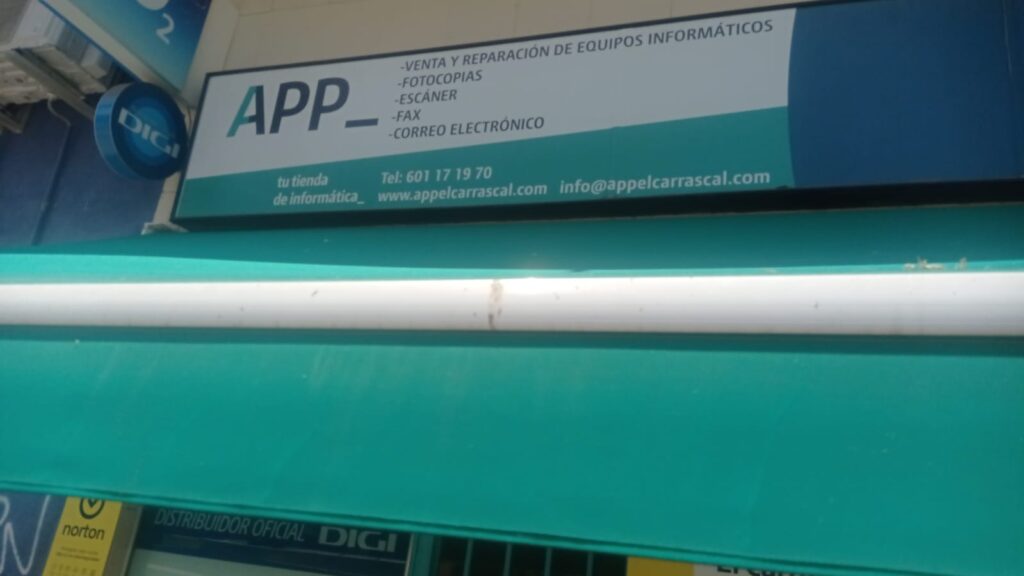 2
DIGI
APP_
-VENTA Y REPARACIÓN DE EQUIPOS INFORMÁTICOS
-FOTOCOPIAS
-ESCÁNER
-FAX
-CORREO ELECTRÓNICO
tu tienda
de informática_
Tel: 601 17 19 70
www.appelcarrascal.com info@appelcarrascal.com
norton
DISTRIBUIDOR OFICIAL DIGI